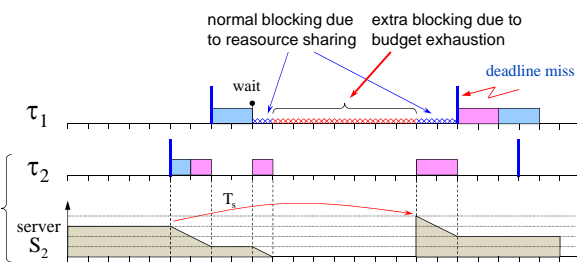 normal blocking due
to reasource sharing
extra blocking due to
budget exhaustion
deadline miss
wait
τ1
τ2
Ts
server
S2